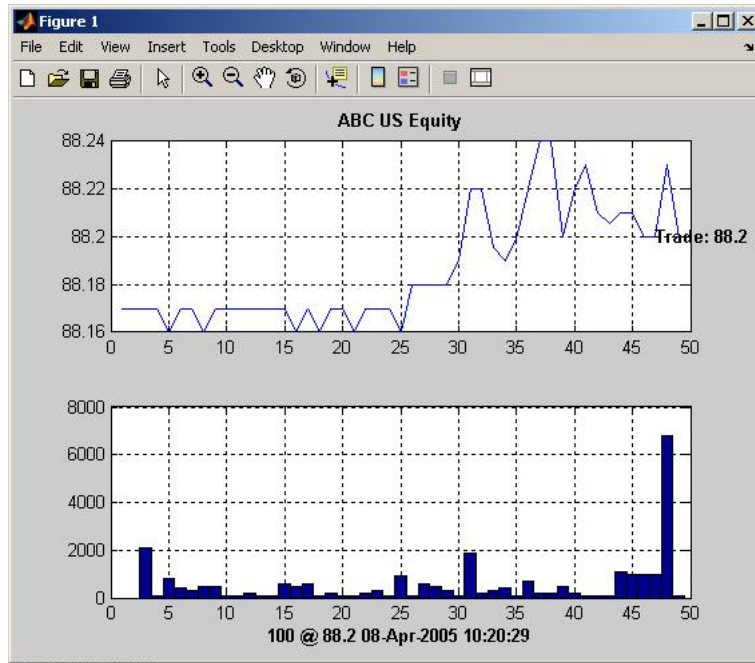 Figure 1
File Edit View Insert Tools Desktop Window Help
ABC US Equity
88.24
88.22
88.2
88.18
88.16
Trade: 88.2
0 5 10 15 20 25 30 35 40 45 50
8000
6000
4000
2000
0
0 5 10 15 20 25 30 35 40 45 50
100 @ 88.2 08-Apr-2005 10:20:29